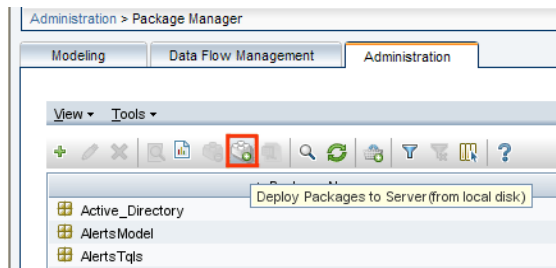 Administration > Package Manager
Modeling Data Flow Management Administration
View Tools
?
Deploy Packages to Server(from local disk)
Active_Directory
AlertsModel
AlertsTqls